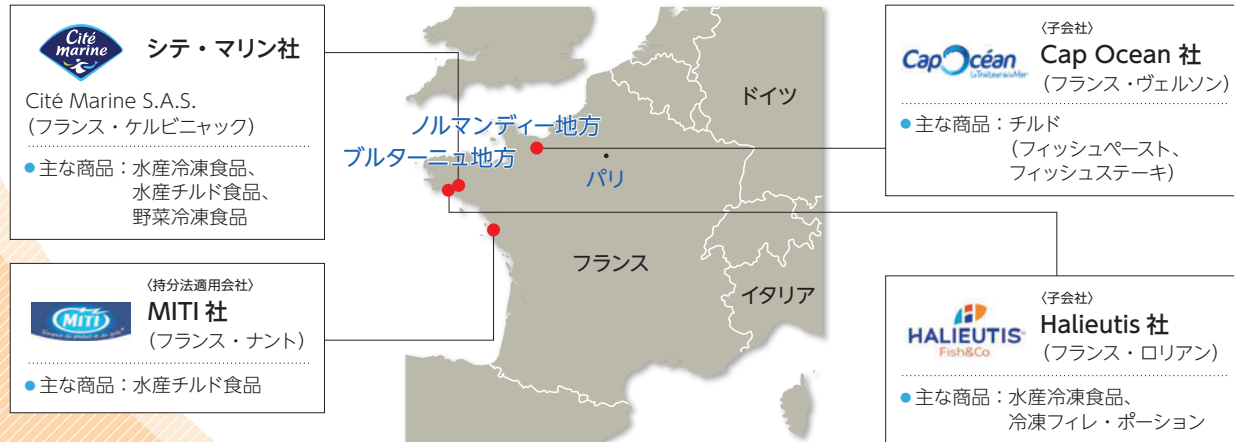 Cité
marine
シテ・マリン社
Cité Marine S.A.S.
(フランス・ケルビニャック)
●主な商品:水産冷凍食品、
水産チルド食品、
野菜冷凍食品
〈持分法適用会社〉
MiTi
MITI 社
(フランス・ナント)
●主な商品:水産チルド食品
ノルマンディー地方
ブルターニュ地方
パリ
ドイツ
フランス
イタリア
〈子会社〉
Cap Océan
Le Traiteur de la Mer
Cap Ocean 社
(フランス・ヴェルソン)
●主な商品:チルド
(フィッシュペースト、
フィッシュステーキ)
〈子会社〉
HALIEUTIS
Fish&Co
Halieutis 社
(フランス・ロリアン)
●主な商品:水産冷凍食品、
冷凍フィレ・ポーション